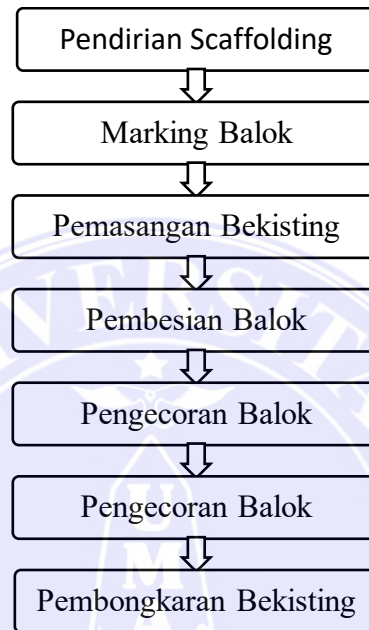 Pendirian Scaffolding
Marking Balok
Pemasangan Bekisting
Pembesian Balok
Pengecoran Balok
Pengecoran Balok
Pembongkaran Bekisting